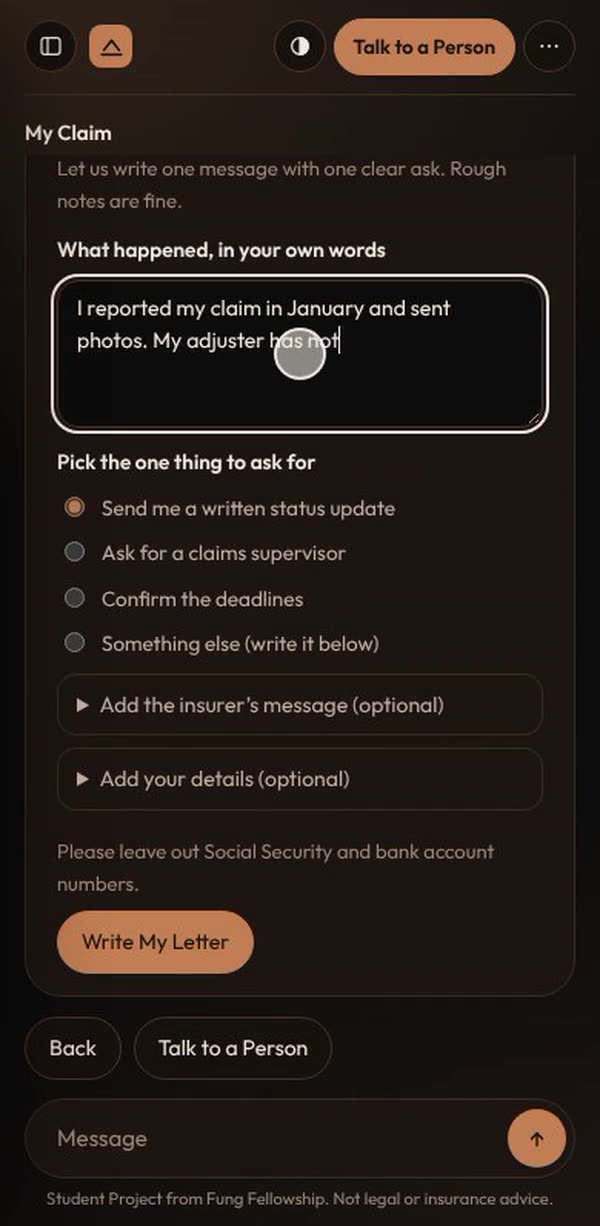 Talk to a Person
My Claim
Let us write one message with one clear ask. Rough
notes are fine.
What happened, in your own words
I reported my claim in January and sent
photos. My adjuster has not
Pick the one thing to ask for
Send me a written status update
Ask for a claims supervisor
Confirm the deadlines
Something else (write it below)
Add the insurer's message (optional)
Add your details (optional)
Please leave out Social Security and bank account
numbers.
Write My Letter
Back
Talk to a Person
Message
Student Project from Fung Fellowship. Not legal or insurance advice.